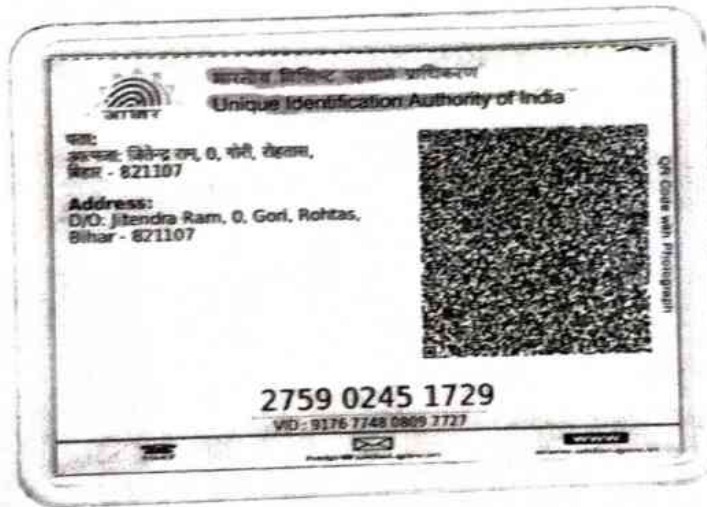 भारतीय विशिष्ट पहचान प्राधिकरण
Unique Identification Authority of India
आधार
पता:
आत्मजा: जितेन्द्र राम, 0, गोरी, रोहतास,
बिहार - 821107
Address:
D/O: Jitendra Ram, 0, Gori, Rohtas,
Bihar - 821107
QR Code with Photograph
2759 0245 1729
VID : 9176 7748 0809 7727
www